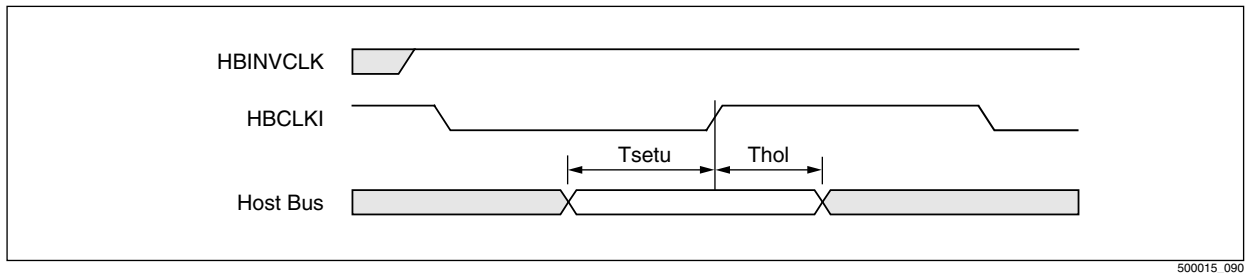 HBINVCLK
HBCLKI
Tsetu Thol
Host Bus
500015_090